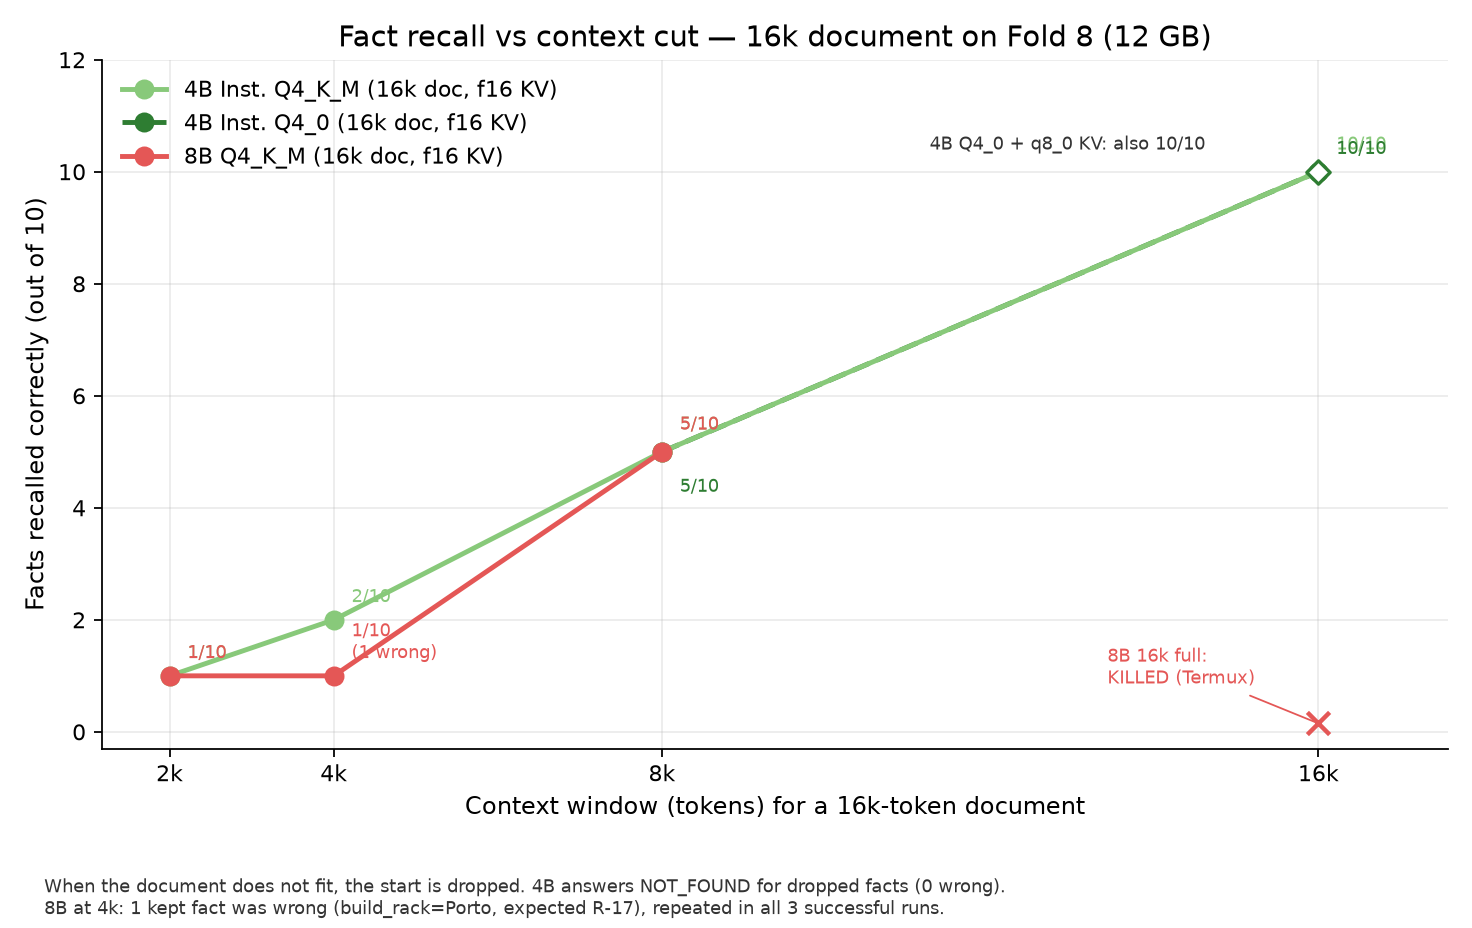 Fact recall vs context cut — 16k document on Fold 8 (12 GB)
12
10
8
6
4
2
0
Facts recalled correctly (out of 10)
4B Inst. Q4_K_M (16k doc, f16 KV)
4B Inst. Q4_0 (16k doc, f16 KV)
8B Q4_K_M (16k doc, f16 KV)
4B Q4_0 + q8_0 KV: also 10/10
10/10
10/10
5/10
5/10
2/10
1/10
(1 wrong)
1/10
8B 16k full:
KILLED (Termux)
2k
4k
8k
16k
Context window (tokens) for a 16k-token document
When the document does not fit, the start is dropped. 4B answers NOT_FOUND for dropped facts (0 wrong).
8B at 4k: 1 kept fact was wrong (build_rack=Porto, expected R-17), repeated in all 3 successful runs.